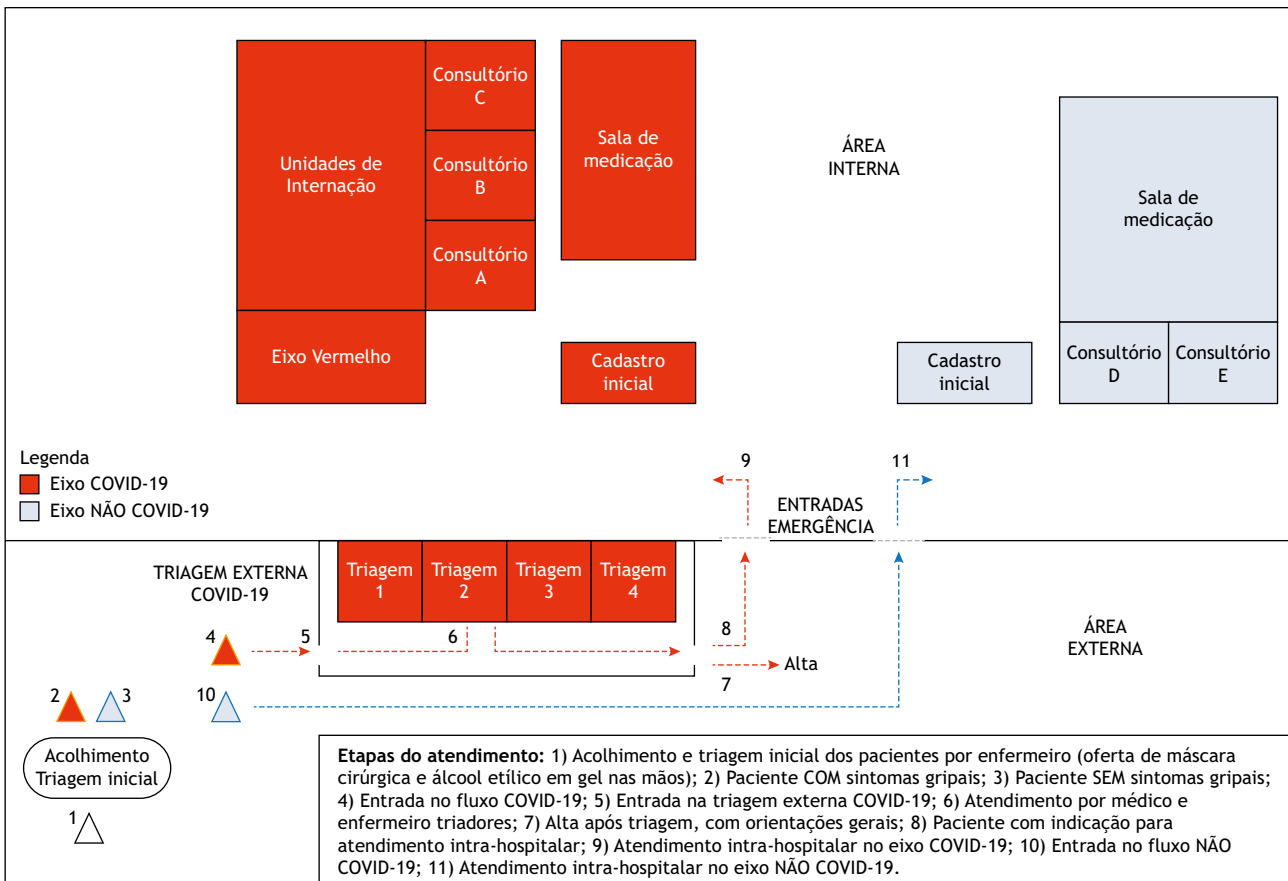 Consultório
C
Unidades de
Internação
Consultório
B
Consultório
A
Sala de
medicação
ÁREA
INTERNA
Sala de
medicação
Eixo Vermelho
Cadastro
inicial
Cadastro
inicial
Consultório
D
Consultório
E
Legenda
Eixo COVID-19
Eixo NÃO COVID-19
9
11
ENTRADAS
EMERGÊNCIA
TRIAGEM EXTERNA
COVID-19
Triagem
1
Triagem
2
Triagem
3
Triagem
4
4
5
6
8
Alta
7
ÁREA
EXTERNA
2
3
10
Acolhimento
Triagem inicial
1
Etapas do atendimento: 1) Acolhimento e triagem inicial dos pacientes por enfermeiro (oferta de máscara
cirúrgica e álcool etílico em gel nas mãos); 2) Paciente COM sintomas gripais; 3) Paciente SEM sintomas gripais;
4) Entrada no fluxo COVID-19; 5) Entrada na triagem externa COVID-19; 6) Atendimento por médico e
enfermeiro triadores; 7) Alta após triagem, com orientações gerais; 8) Paciente com indicação para
atendimento intra-hospitalar; 9) Atendimento intra-hospitalar no eixo COVID-19; 10) Entrada no fluxo NÃO
COVID-19; 11) Atendimento intra-hospitalar no eixo NÃO COVID-19.